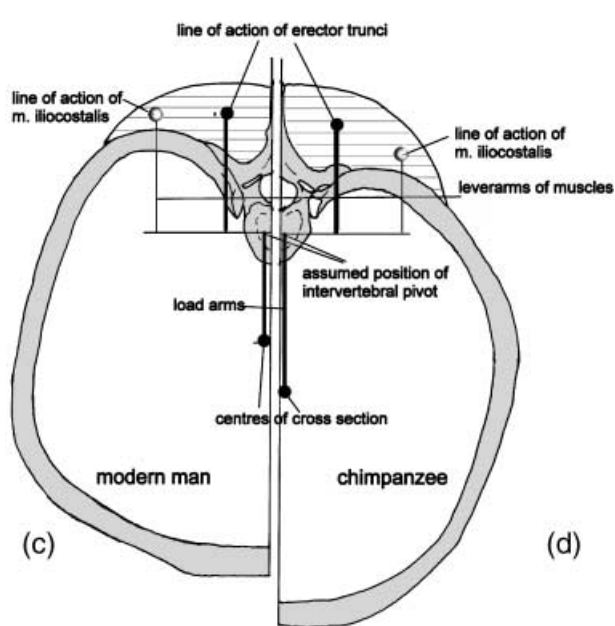 line of action of erector trunci
line of action of
m. iliocostalis
line of action of
m. iliocostalis
leverarms of muscles
assumed position of
intervertebral pivot
load arms
centres of cross section
modern man
chimpanzee
(c)
(d)